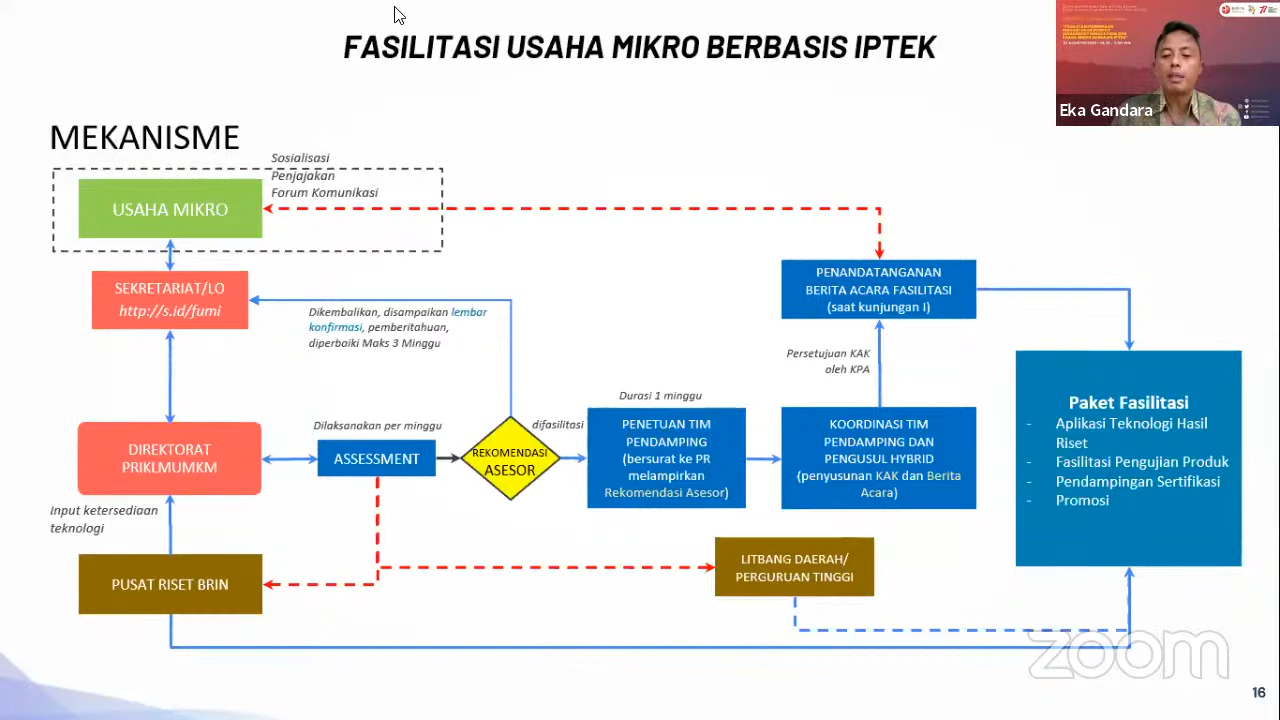 FASILITASI USAHA MIKRO BERBASIS IPTEK
Eka Gandara
MEKANISME
Sosialisasi
Penjajakan
Forum Komunikasi
USAHA MIKRO
SEKRETARIAT/LO
http://s.id/fumi
Dikembalikan, disampaikan lembar
konfirmasi, pemberitahuan,
diperbaiki Maks 3 Minggu
PENANDATANGANAN
BERITA ACARA FASILITASI
(saat kunjungan I)
Persetujuan KAK
oleh KPA
Durasi 1 minggu
Dilaksanakan per minggu
difasilitasi
DIREKTORAT
PRIKLMUMKM
ASSESSMENT
REKOMENDASI
ASESOR
PENETUAN TIM
PENDAMPING
(bersurat ke PR
melampirkan
Rekomendasi Asesor)
KOORDINASI TIM
PENDAMPING DAN
PENGUSUL HYBRID
(penyusunan KAK dan Berita
Acara)
Paket Fasilitasi
- Aplikasi Teknologi Hasil
Riset
- Fasilitasi Pengujian Produk
- Pendampingan Sertifikasi
- Promosi
Input ketersediaan
teknologi
PUSAT RISET BRIN
LITBANG DAERAH/
PERGURUAN TINGGI
zoom
16